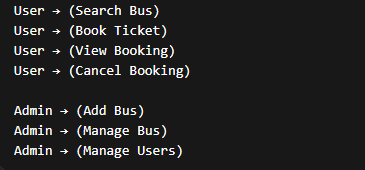 User → (Search Bus)
User → (Book Ticket)
User → (View Booking)
User → (Cancel Booking)
Admin → (Add Bus)
Admin → (Manage Bus)
Admin → (Manage Users)